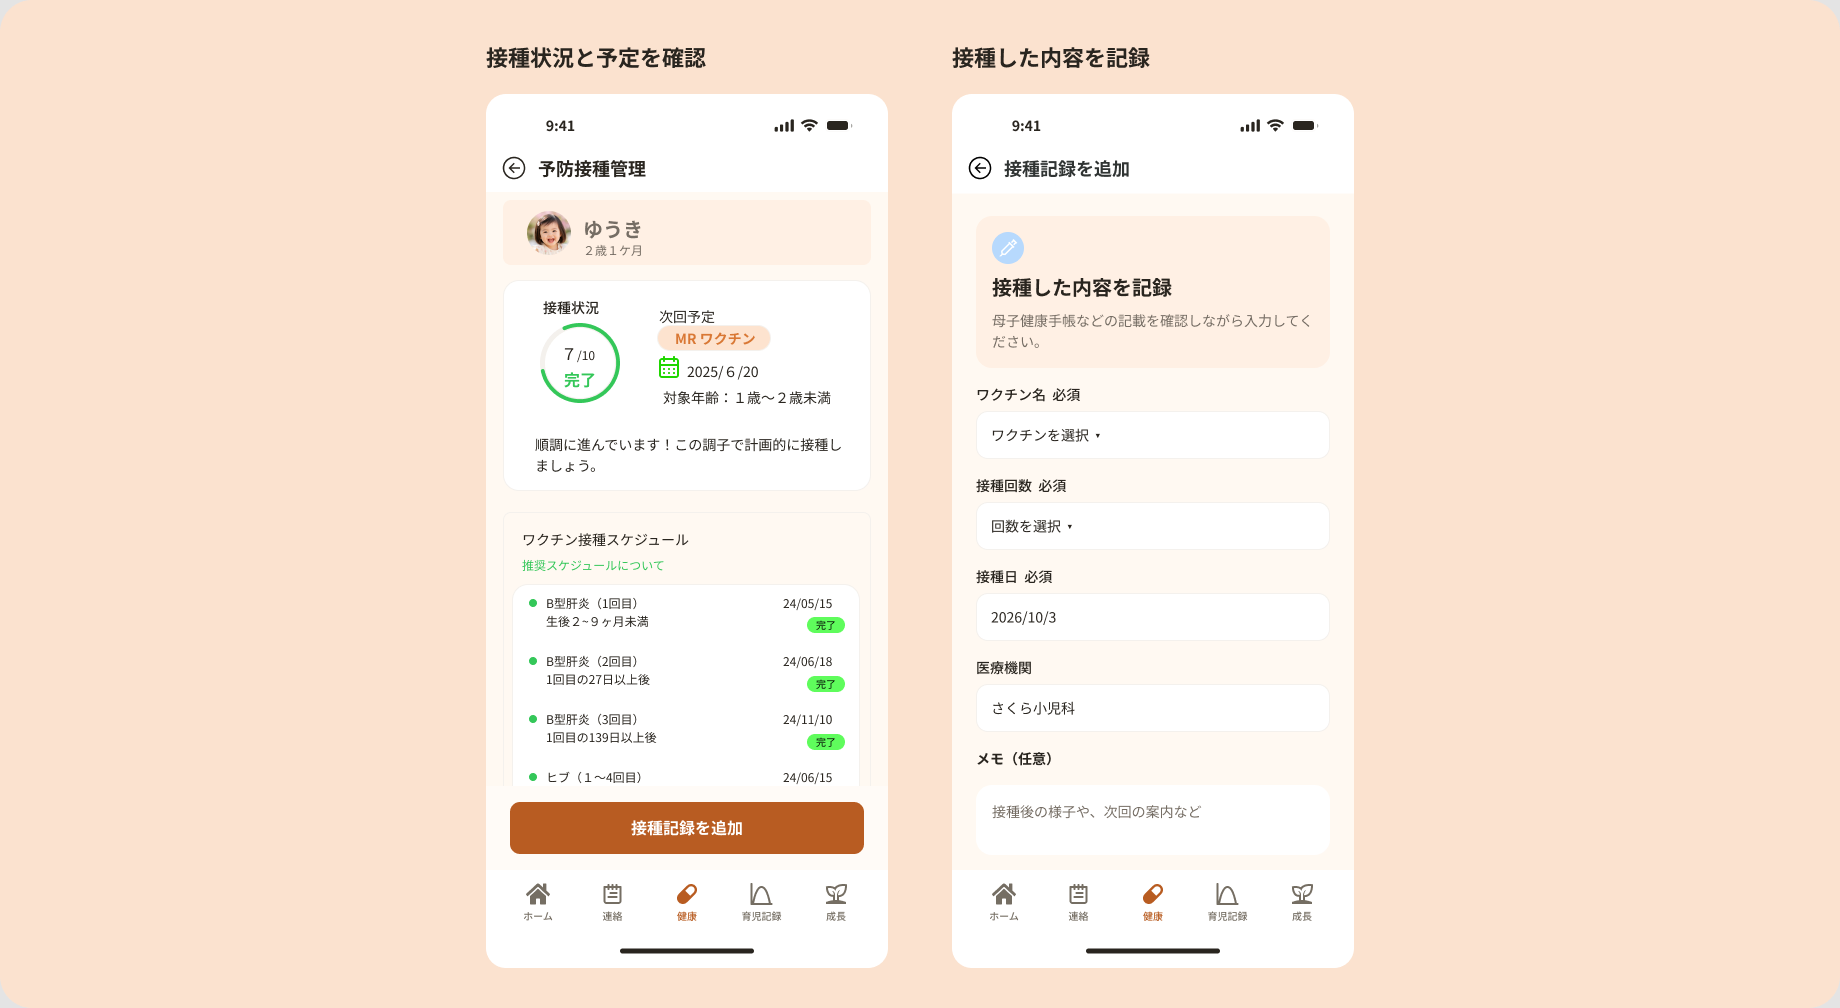 接種状況と予定を確認
9:41
予防接種管理
ゆうき
２歳１ケ月
接種状況
7 /10
完了
次回予定
MR ワクチン
2025/６/20
対象年齢：１歳〜２歳未満
順調に進んでいます！この調子で計画的に接種し
ましょう。
ワクチン接種スケジュール
推奨スケジュールについて
B型肝炎（1回目） 24/05/15
生後２~９ヶ月未満 完了
B型肝炎（2回目） 24/06/18
1回目の27日以上後 完了
B型肝炎（3回目） 24/11/10
1回目の139日以上後 完了
ヒブ（１〜4回目） 24/06/15
接種記録を追加
ホーム 連絡 健康 育児記録 成長
接種した内容を記録
9:41
接種記録を追加
接種した内容を記録
母子健康手帳などの記載を確認しながら入力してく
ださい。
ワクチン名 必須
ワクチンを選択 ▾
接種回数 必須
回数を選択 ▾
接種日 必須
2026/10/3
医療機関
さくら小児科
メモ（任意）
接種後の様子や、次回の案内など
ホーム 連絡 健康 育児記録 成長